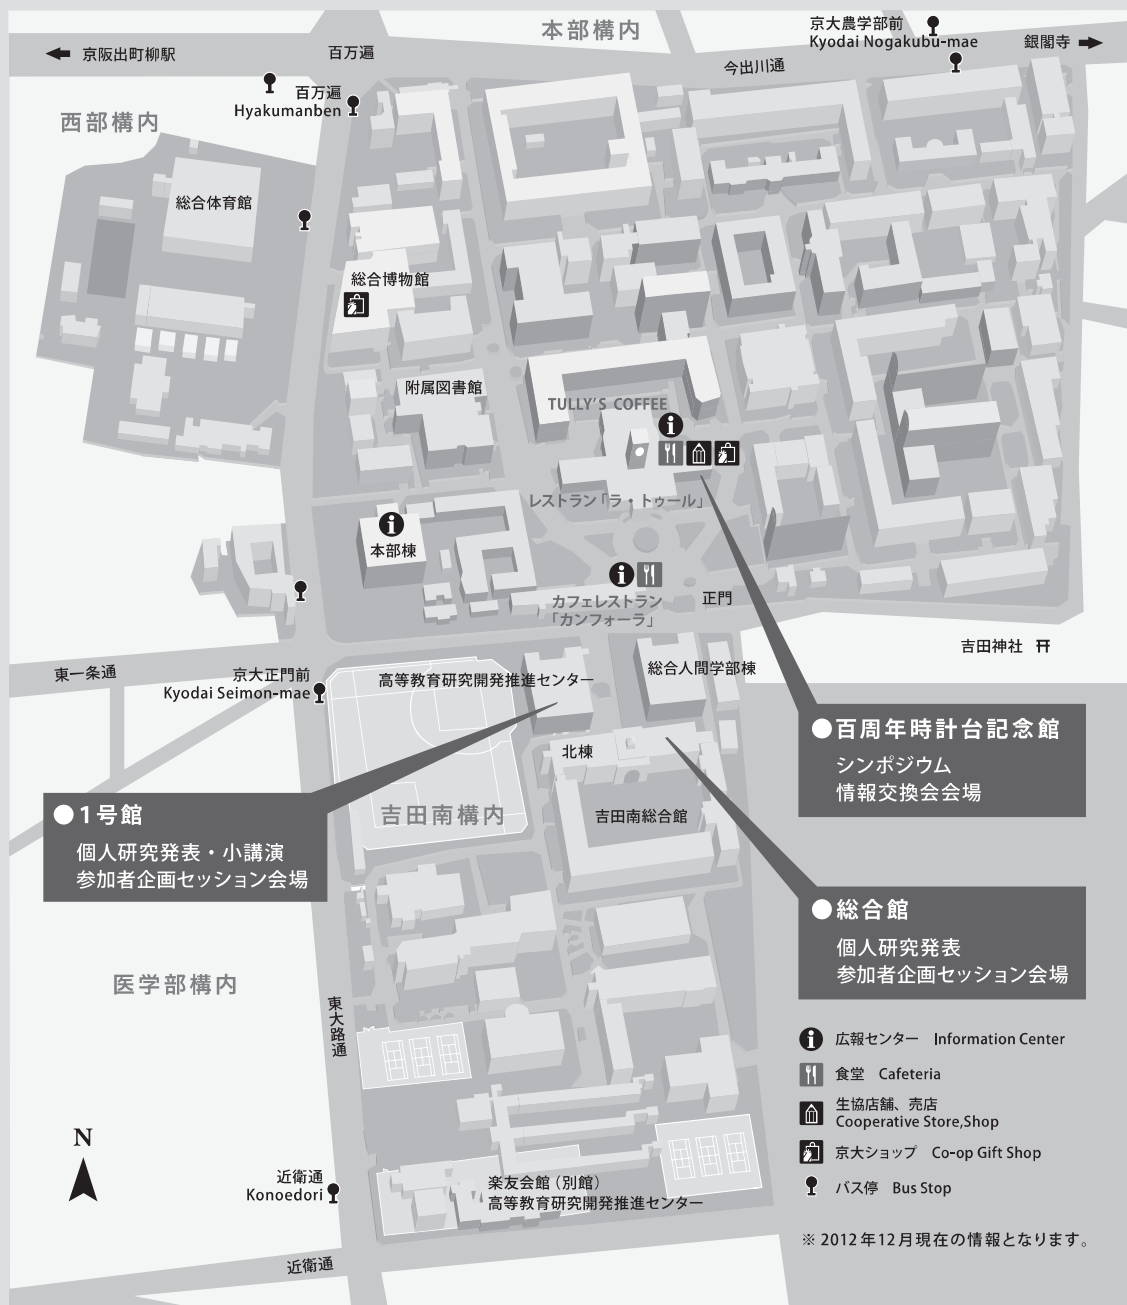 本部構内
京大農学部前
Kyodai Nogakubu-mae
京阪出町柳駅
百万遍
今出川通
銀閣寺
百万遍
Hyakumanben
西部構内
総合体育館
総合博物館
附属図書館
TULLY'S COFFEE
レストラン「ラ・トゥール」
本部棟
カフェレストラン
「カンフォーラ」
正門
吉田神社
東一条通
京大正門前
Kyodai Seimon-mae
高等教育研究開発推進センター
総合人間学部棟
●百周年時計台記念館
シンポジウム
情報交換会会場
北棟
●1号館
個人研究発表・小講演
参加者企画セッション会場
吉田南構内
吉田南総合館
●総合館
個人研究発表
参加者企画セッション会場
医学部構内
東大路通
広報センター Information Center
食堂 Cafeteria
生協店舗、売店
Cooperative Store,Shop
京大ショップ Co-op Gift Shop
バス停 Bus Stop
N
近衛通
Konoedori
楽友会館(別館)
高等教育研究開発推進センター
近衛通
※ 2012年12月現在の情報となります。